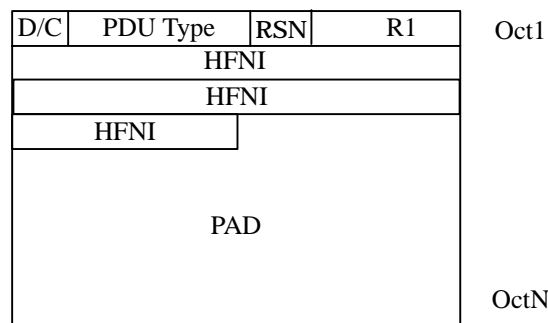 D/C PDU Type RSN R1 Oct1
HFNI
HFNI
HFNI
PAD
OctN